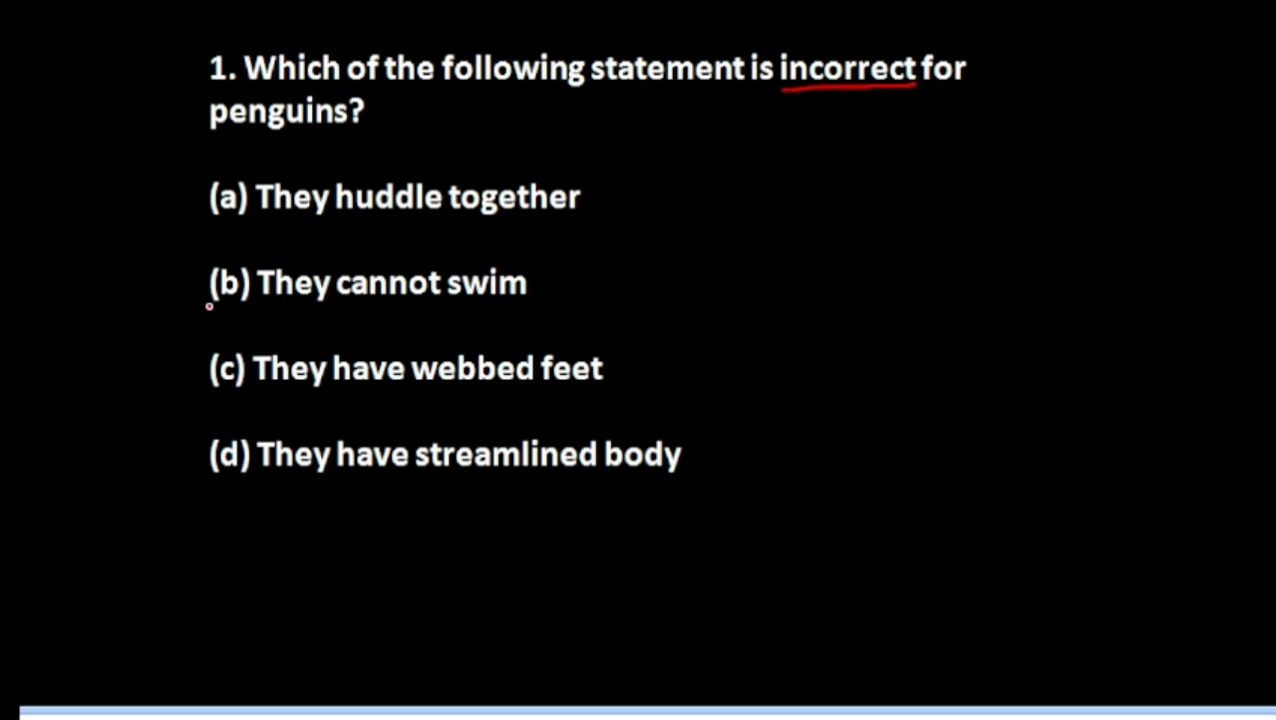 1. Which of the following statement is incorrect for
penguins?
(a) They huddle together
(b) They cannot swim
(c) They have webbed feet
(d) They have streamlined body